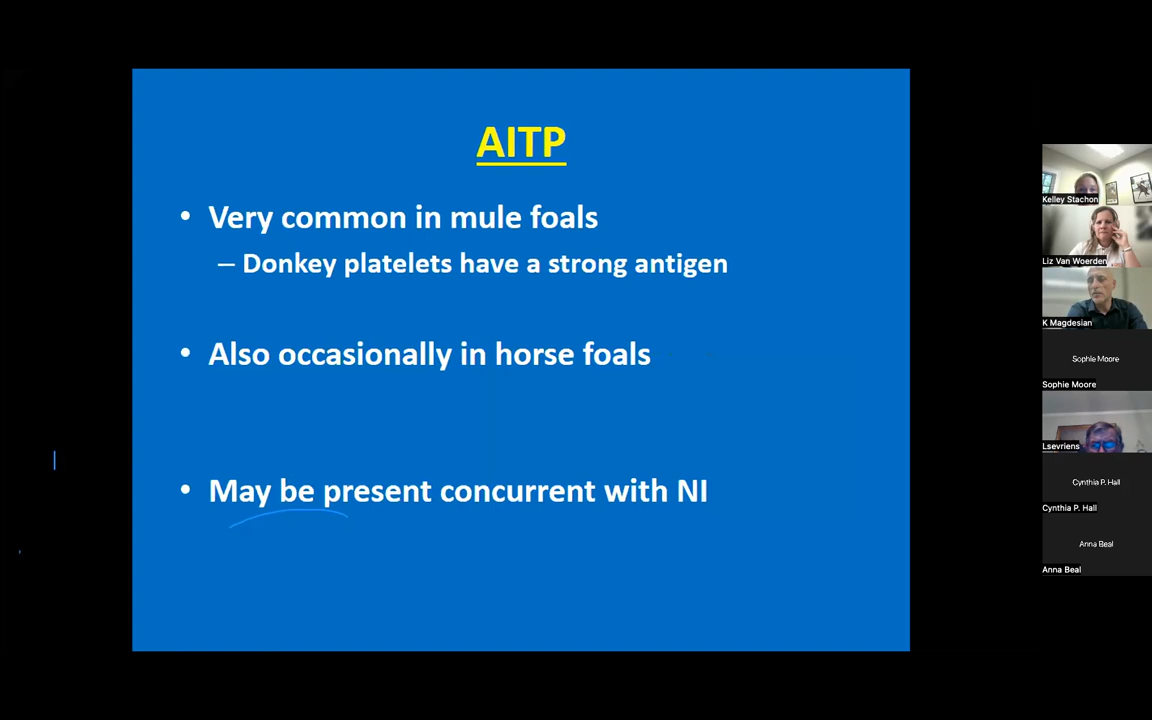 AITP
• Very common in mule foals
– Donkey platelets have a strong antigen
• Also occasionally in horse foals
• May be present concurrent with NI
Kelley Stachon
Liz Van Woerden
K Magdesian
Sophie Moore
Sophie Moore
Lsevriens
Cynthia P. Hall
Cynthia P. Hall
Anna Beal
Anna Beal